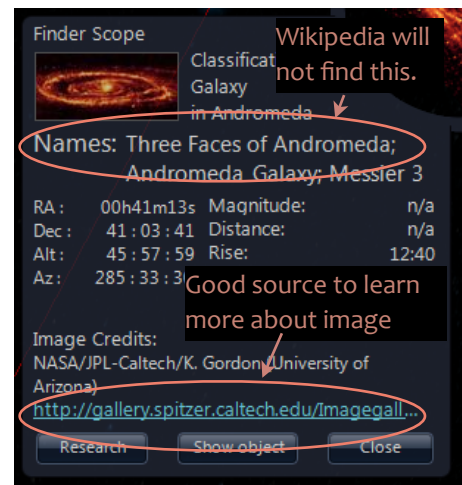 Finder Scope
Wikipedia will
not find this.
Classificat
Galaxy
in Andromeda
Names: Three Faces of Andromeda;
Andromeda Galaxy; Messier 3
RA : 00h41m13s Magnitude: n/a
Dec : 41 : 03 : 41 Distance: n/a
Alt : 45 : 57 : 59 Rise: 12:40
Az : 285 : 33 :
Good source to learn
more about image
Image Credits:
NASA/JPL-Caltech/K. Gordon (University of
Arizona)
http://gallery.spitzer.caltech.edu/Imagegall...
Research Show object Close